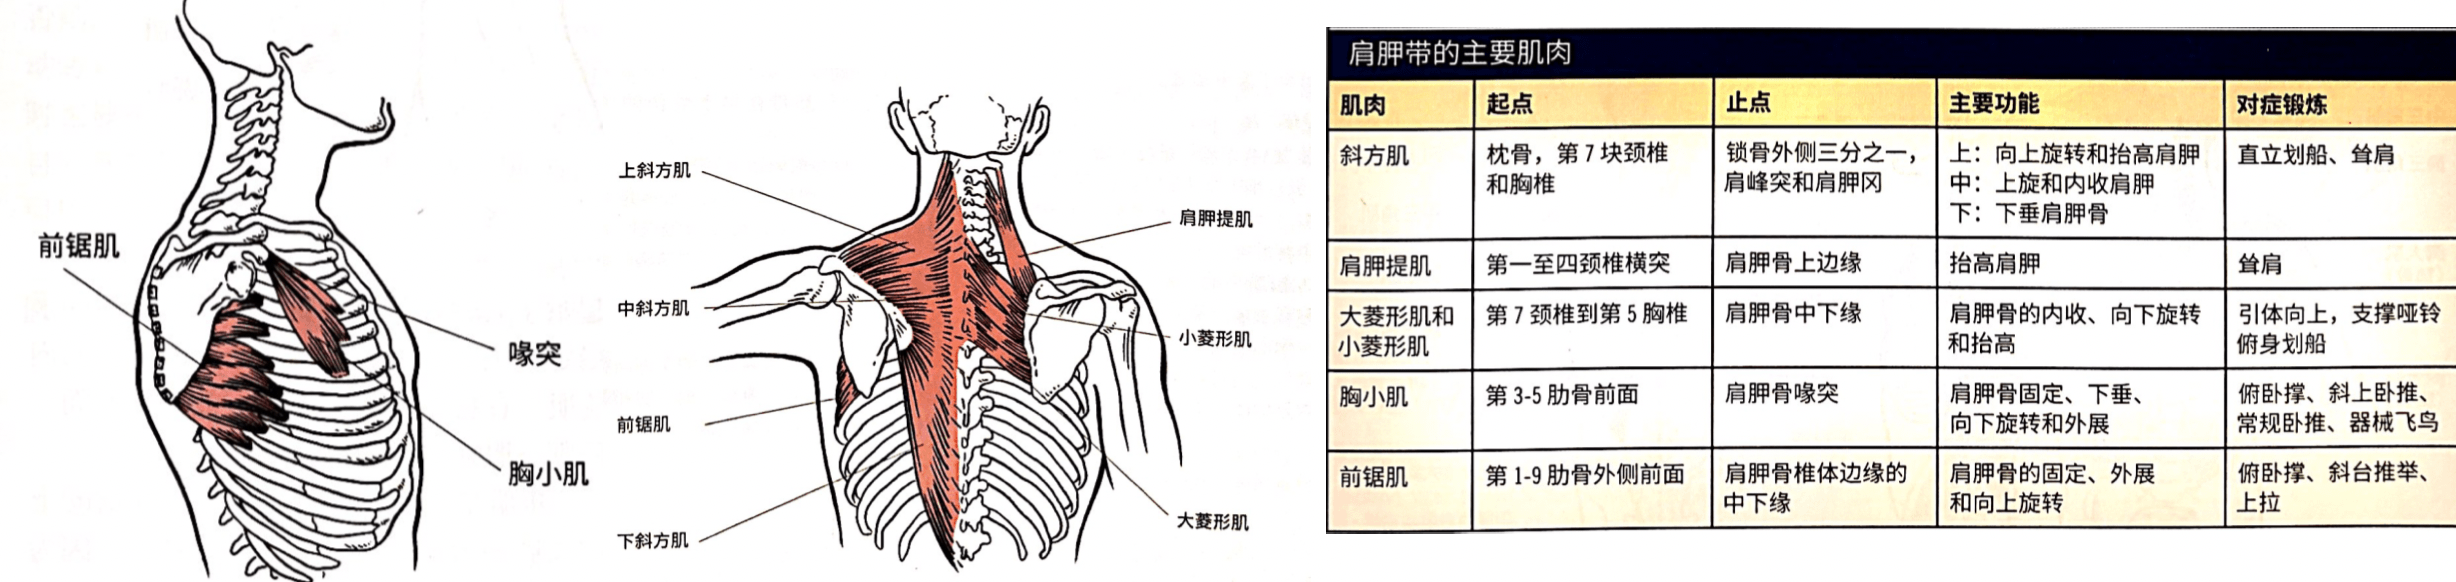 前锯肌
喙突
胸小肌
上斜方肌
中斜方肌
前锯肌
下斜方肌
肩胛提肌
小菱形肌
大菱形肌
肩胛带的主要肌肉
肌肉 起点 止点 主要功能 对症锻炼
斜方肌 枕骨，第7块颈椎 锁骨外侧三分之一， 上：向上旋转和抬高肩胛 直立划船、耸肩
和胸椎 肩峰突和肩胛冈 中：上旋和内收肩胛
下：下垂肩胛骨
肩胛提肌 第一至四颈椎横突 肩胛骨上边缘 抬高肩胛 耸肩
大菱形肌和 第7颈椎到第5胸椎 肩胛骨中下缘 肩胛骨的内收、向下旋转 引体向上，支撑哑铃
小菱形肌 和抬高 俯身划船
胸小肌 第3-5肋骨前面 肩胛骨喙突 肩胛骨固定、下垂、 俯卧撑、斜上卧推、
向下旋转和外展 常规卧推、器械飞鸟
前锯肌 第1-9肋骨外侧前面 肩胛骨椎体边缘的 肩胛骨的固定、外展 俯卧撑、斜台推举、
中下缘 和向上旋转 上拉